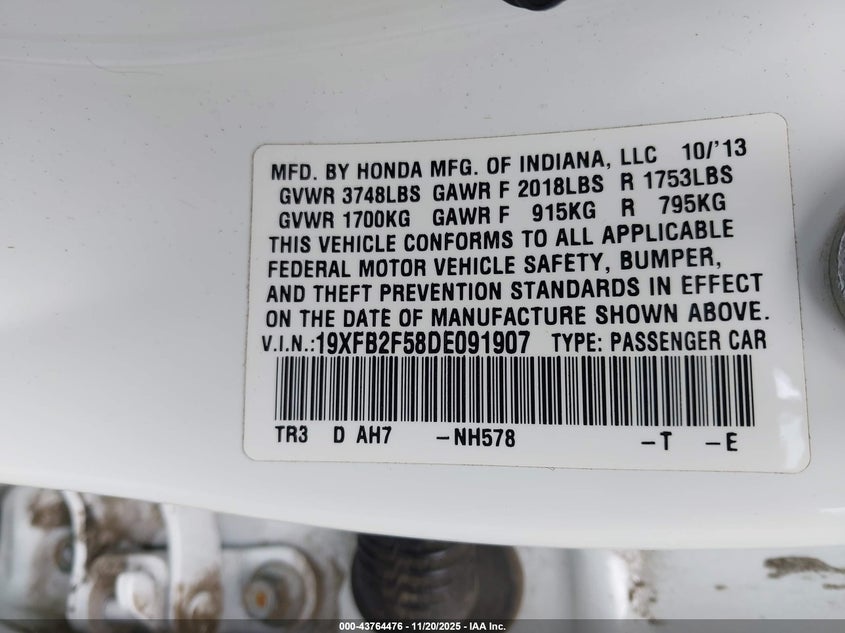 MFD. BY HONDA MFG. OF INDIANA, LLC 10/'13
GVWR 3748LBS GAWR F 2018LBS R 1753LBS
GVWR 1700KG GAWR F 915KG R 795KG
THIS VEHICLE CONFORMS TO ALL APPLICABLE
FEDERAL MOTOR VEHICLE SAFETY, BUMPER,
AND THEFT PREVENTION STANDARDS IN EFFECT
ON THE DATE OF MANUFACTURE SHOWN ABOVE.
V.I.N.:19XFB2F58DE091907 TYPE: PASSENGER CAR
TR3 D AH7 -NH578 -T -E
000-43764476 - 11/20/2025 - IAA Inc.